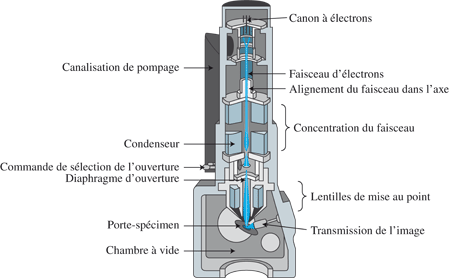 Canon à électrons
Canalisation de pompage
Faisceau d'électrons
Alignement du faisceau dans l'axe
Concentration du faisceau
Condenseur
Commande de sélection de l'ouverture
Diaphragme d'ouverture
Lentilles de mise au point
Porte-spécimen
Transmission de l'image
Chambre à vide